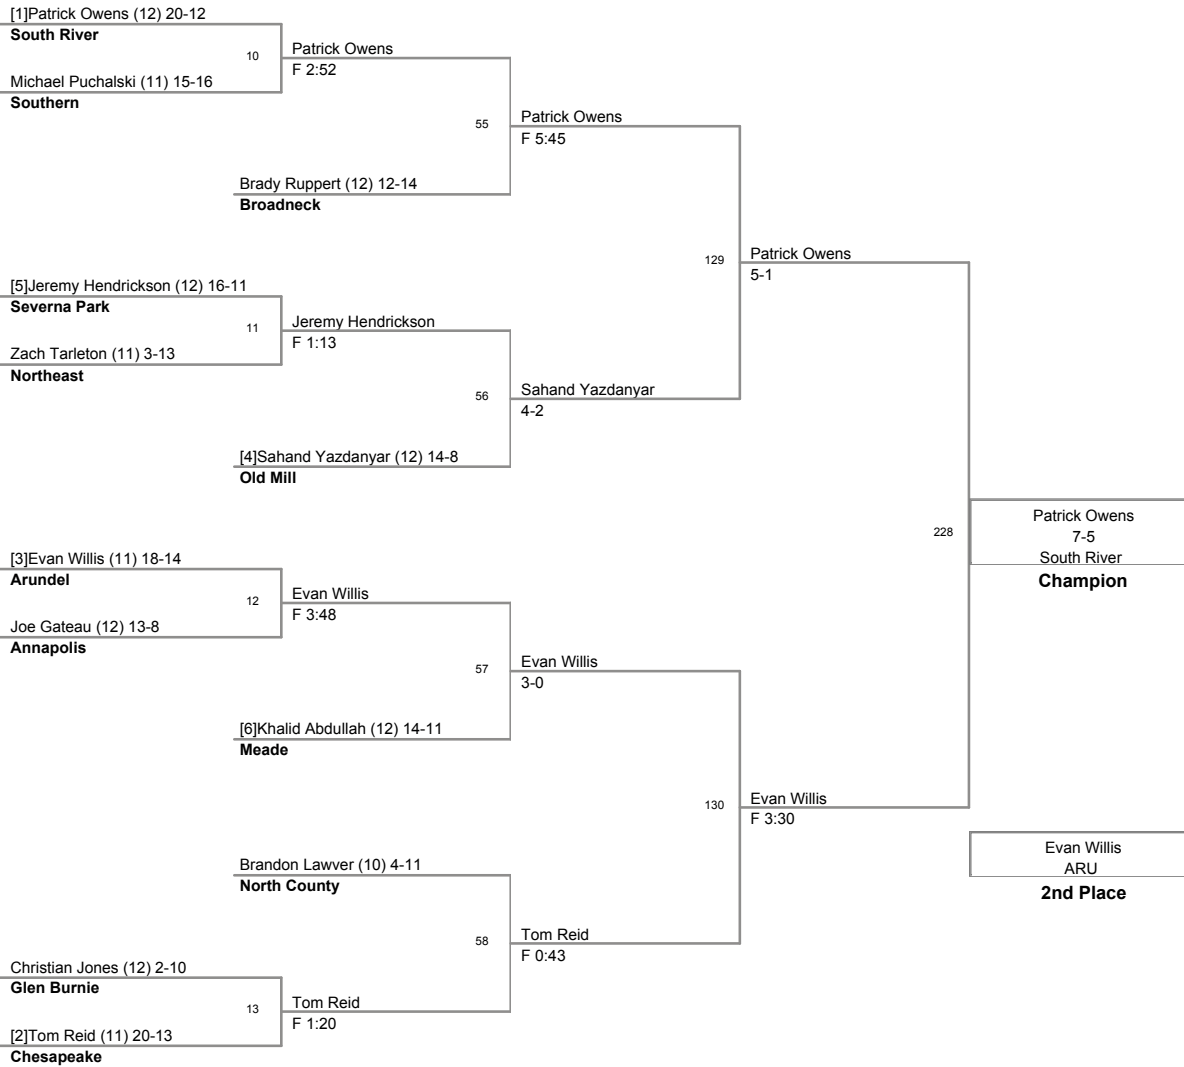 [1]Patrick Owens (12) 20-12
South River
10
Patrick Owens
F 2:52
Michael Puchalski (11) 15-16
Southern
55
Patrick Owens
F 5:45
Brady Ruppert (12) 12-14
Broadneck
129
Patrick Owens
5-1
[5]Jeremy Hendrickson (12) 16-11
Severna Park
11
Jeremy Hendrickson
F 1:13
Zach Tarleton (11) 3-13
Northeast
56
Sahand Yazdanyar
4-2
[4]Sahand Yazdanyar (12) 14-8
Old Mill
228
Patrick Owens
7-5
South River
Champion
[3]Evan Willis (11) 18-14
Arundel
12
Evan Willis
F 3:48
Joe Gateau (12) 13-8
Annapolis
57
Evan Willis
3-0
[6]Khalid Abdullah (12) 14-11
Meade
130
Evan Willis
F 3:30
Evan Willis
ARU
2nd Place
Brandon Lawver (10) 4-11
North County
58
Tom Reid
F 0:43
Christian Jones (12) 2-10
Glen Burnie
13
Tom Reid
F 1:20
[2]Tom Reid (11) 20-13
Chesapeake